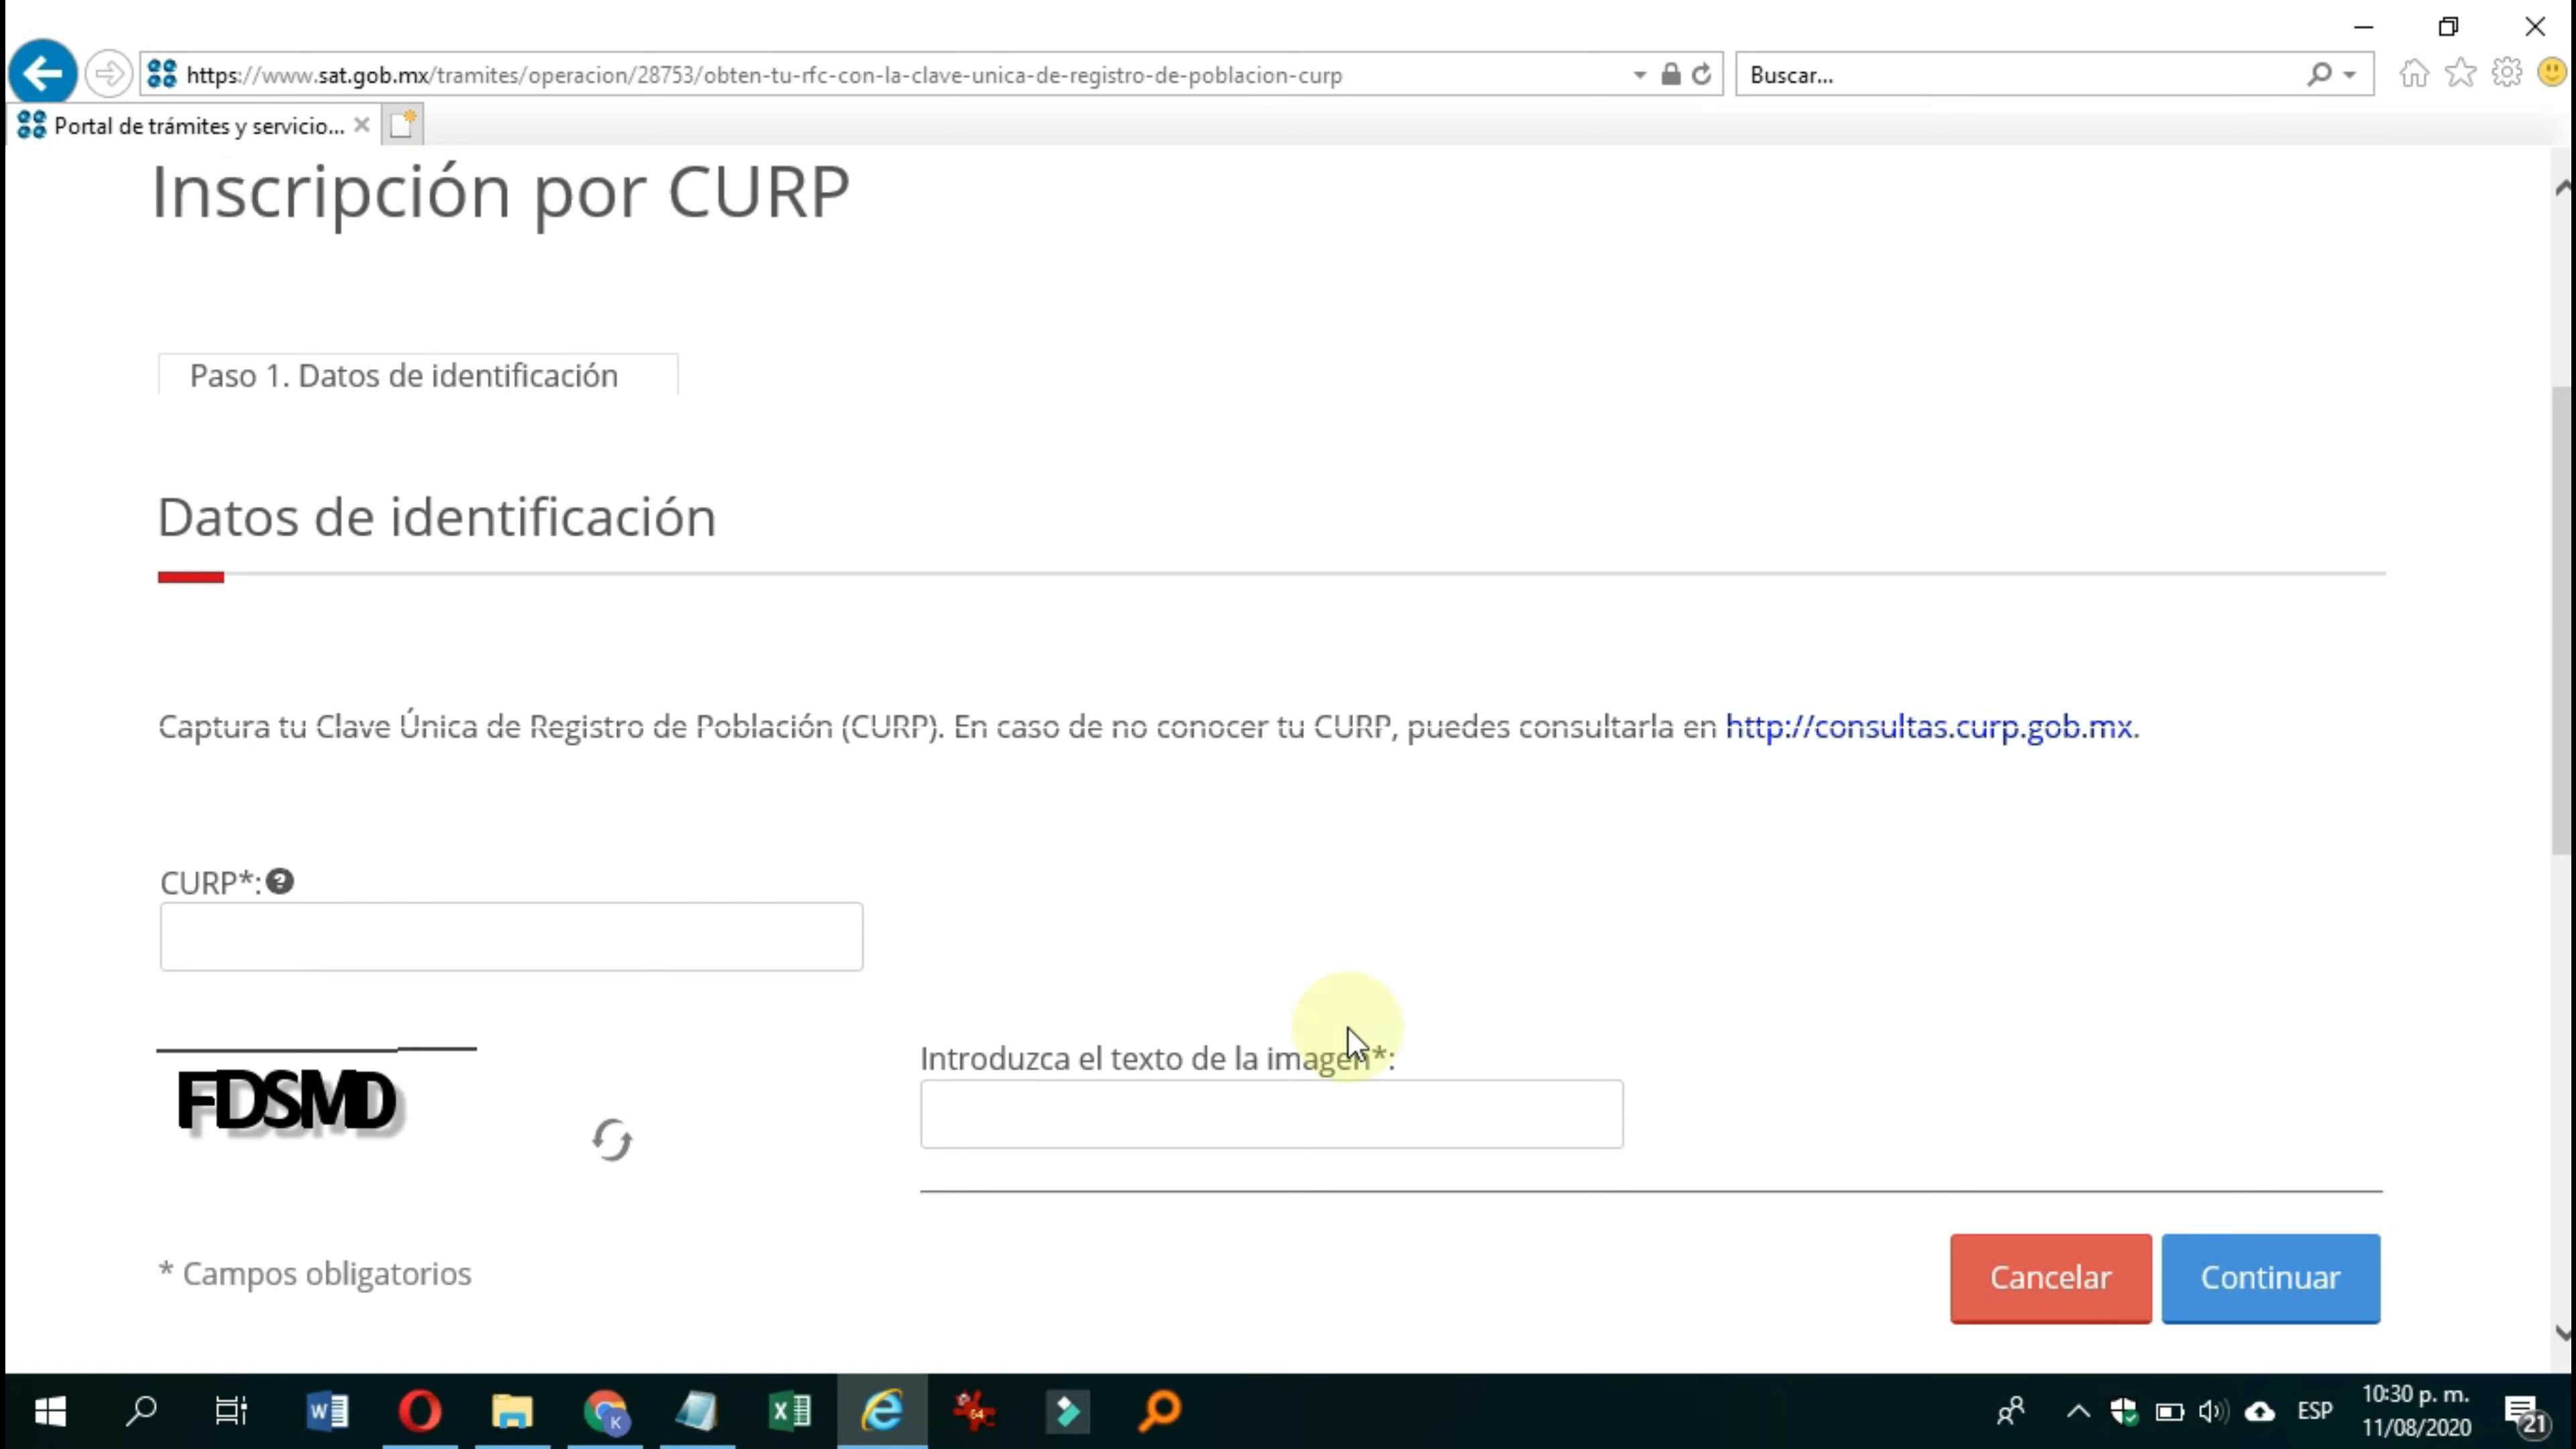 https://www.sat.gob.mx/tramites/operacion/28753/obten-tu-rfc-con-la-clave-unica-de-registro-de-poblacion-curp
Buscar...
Portal de trámites y servicio...
Inscripción por CURP
Paso 1. Datos de identificación
Datos de identificación
Captura tu Clave Única de Registro de Población (CURP). En caso de no conocer tu CURP, puedes consultarla en http://consultas.curp.gob.mx.
CURP*:
FDSMD
Introduzca el texto de la imagen*:
* Campos obligatorios
Cancelar
Continuar
K
64
ESP
10:30 p. m.
11/08/2020
21